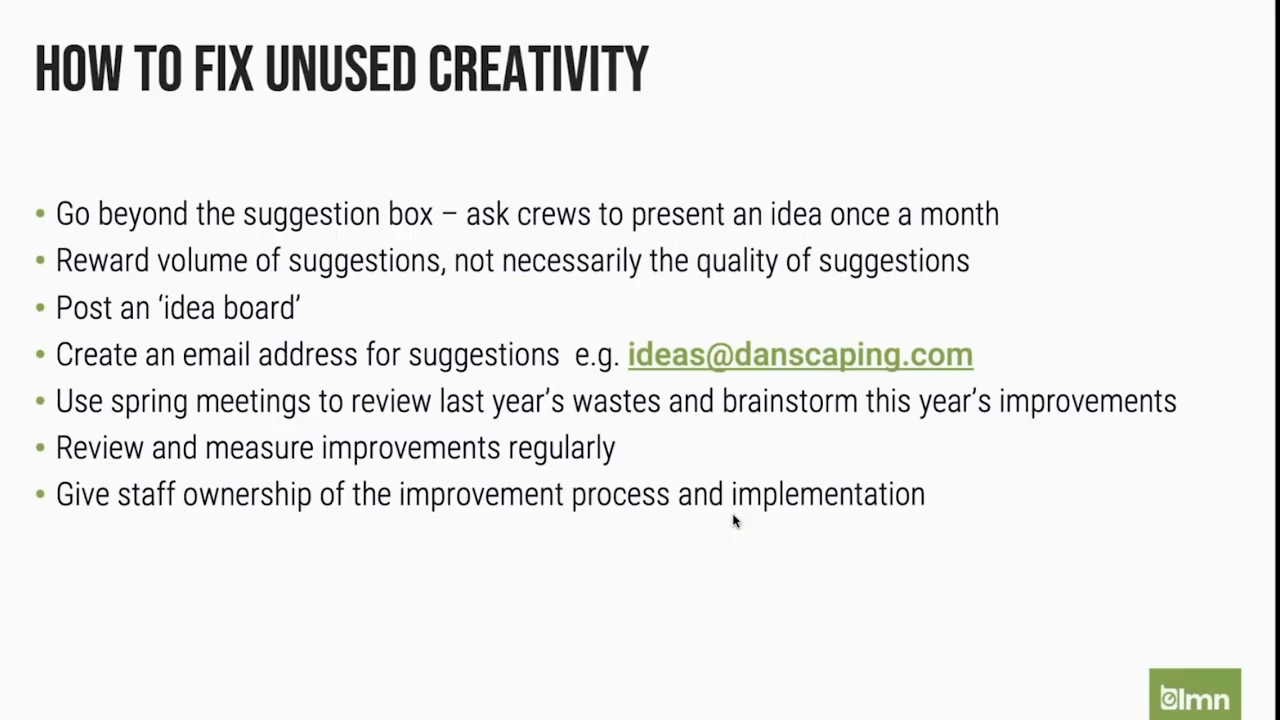 HOW TO FIX UNUSED CREATIVITY
• Go beyond the suggestion box – ask crews to present an idea once a month
• Reward volume of suggestions, not necessarily the quality of suggestions
• Post an ‘idea board’
• Create an email address for suggestions  e.g. ideas@danscaping.com
• Use spring meetings to review last year’s wastes and brainstorm this year’s improvements
• Review and measure improvements regularly
• Give staff ownership of the improvement process and implementation
lmn